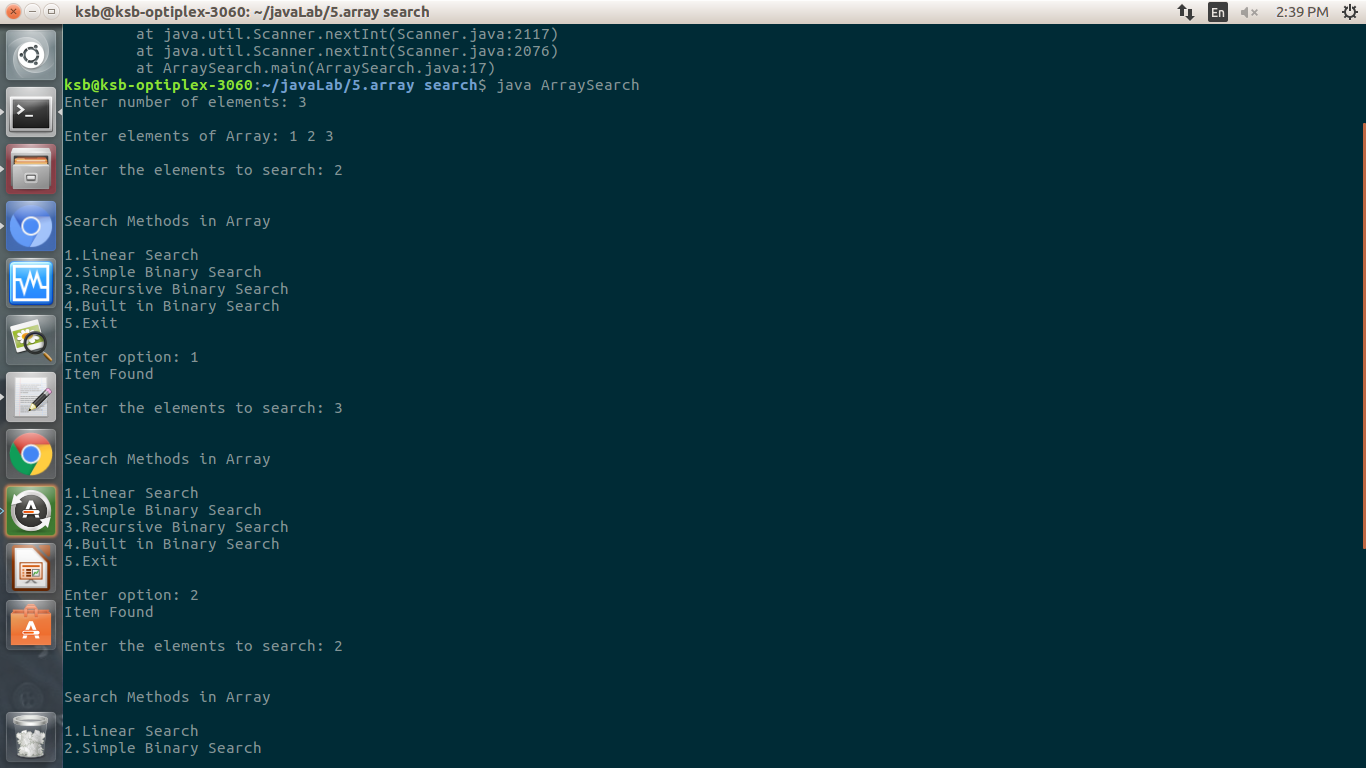 ksb@ksb-optiplex-3060: ~/javaLab/5.array search
En
2:39 PM
at java.util.Scanner.nextInt(Scanner.java:2117)
at java.util.Scanner.nextInt(Scanner.java:2076)
at ArraySearch.main(ArraySearch.java:17)
ksb@ksb-optiplex-3060:~/javaLab/5.array search$ java ArraySearch
Enter number of elements: 3
Enter elements of Array: 1 2 3
Enter the elements to search: 2
Search Methods in Array
1.Linear Search
2.Simple Binary Search
3.Recursive Binary Search
4.Built in Binary Search
5.Exit
Enter option: 1
Item Found
Enter the elements to search: 3
Search Methods in Array
1.Linear Search
2.Simple Binary Search
3.Recursive Binary Search
4.Built in Binary Search
5.Exit
Enter option: 2
Item Found
Enter the elements to search: 2
Search Methods in Array
1.Linear Search
2.Simple Binary Search